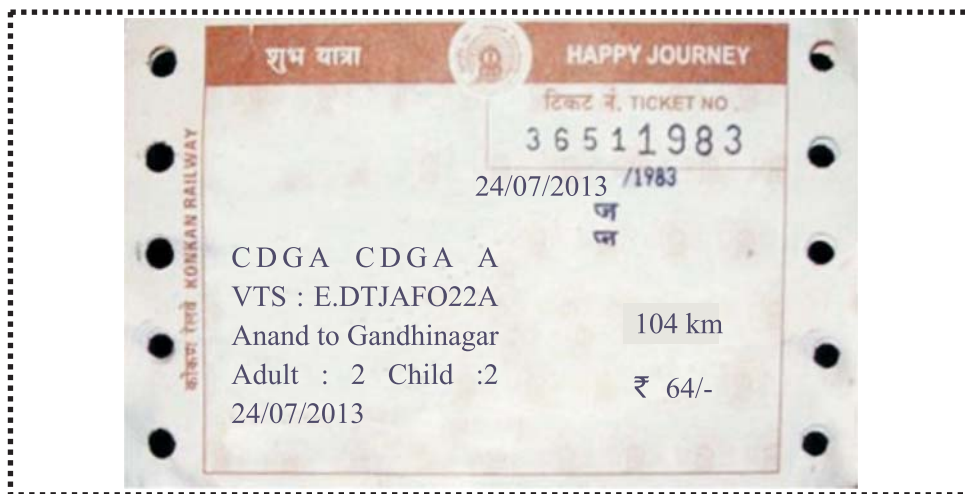 शुभ यात्रा HAPPY JOURNEY
टिकट नं. TICKET NO.
36511983
24/07/2013 /1983
ज
प्न
कोंकण रेलवे KONKAN RAILWAY
CDGA CDGA A
VTS : E.DTJAFO22A
Anand to Gandhinagar
104 km
Adult : 2 Child :2
₹ 64/-
24/07/2013